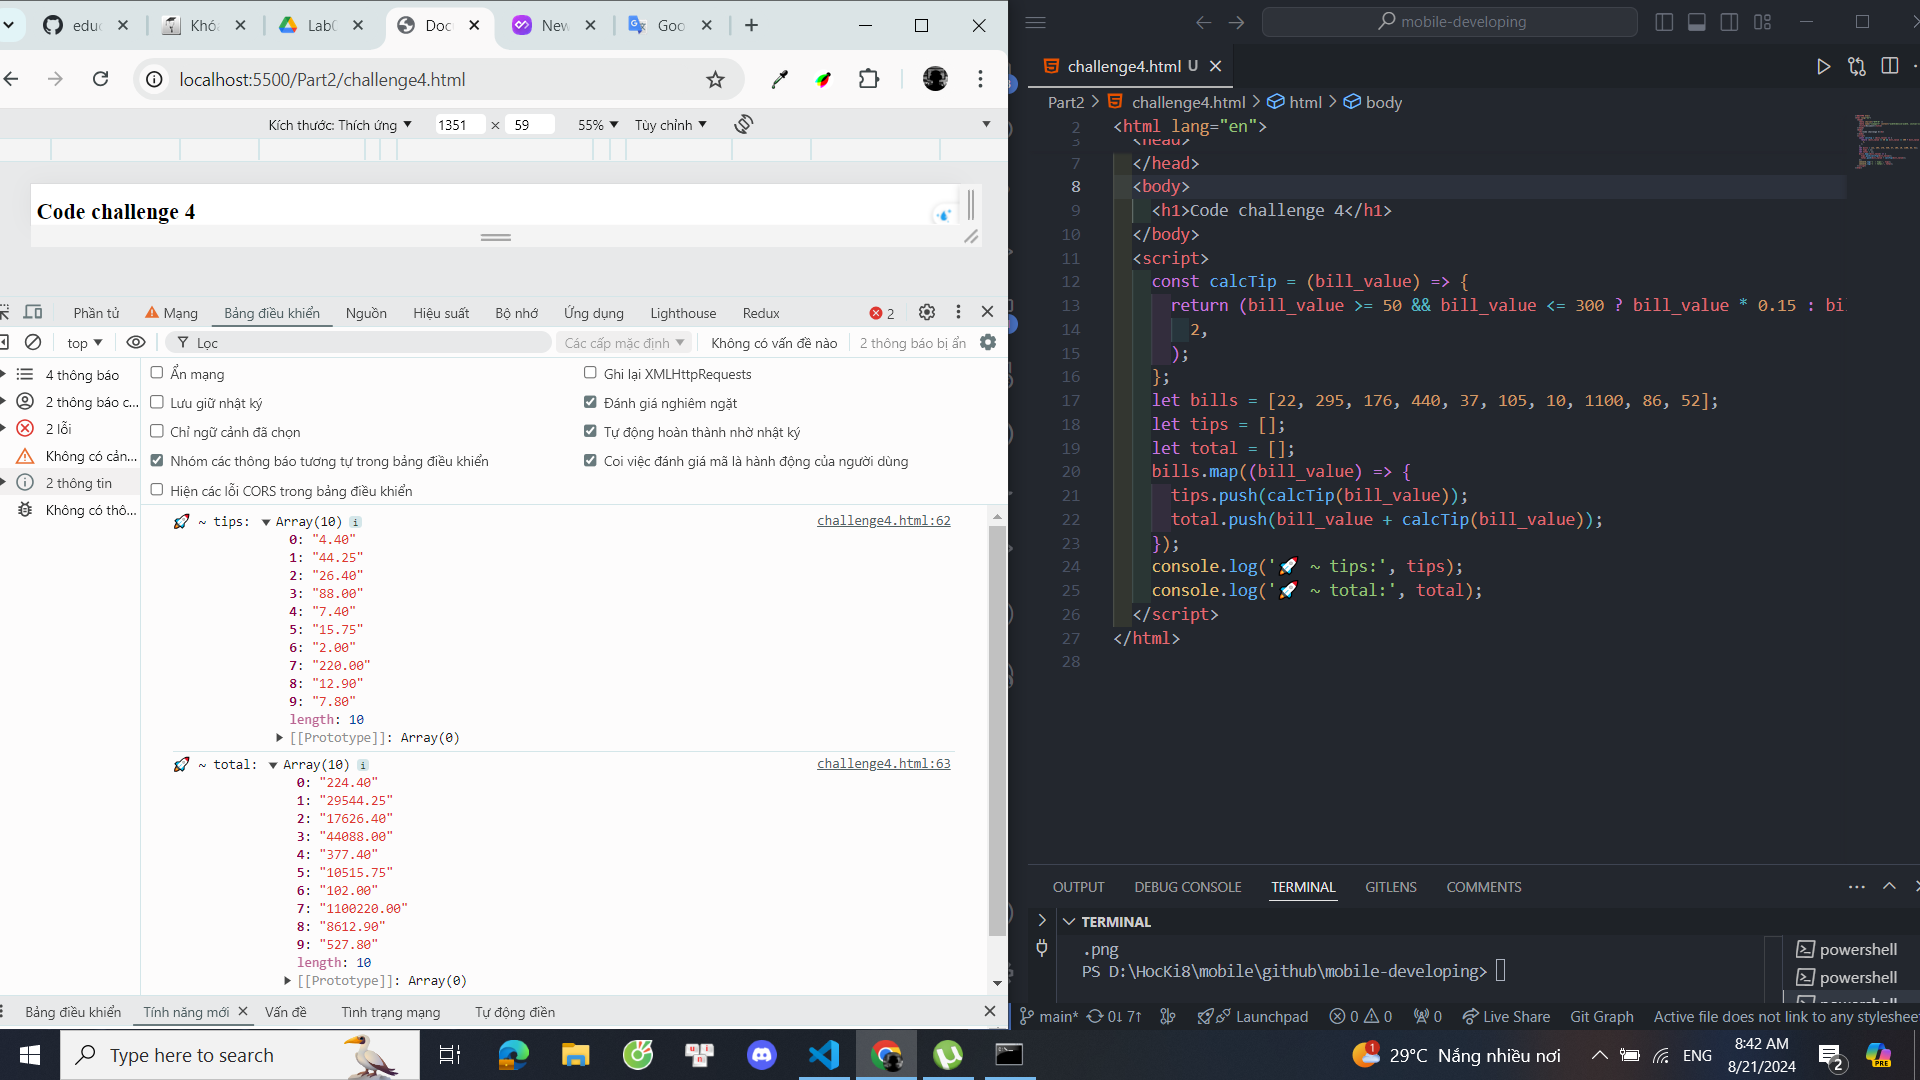 educ
Khóa
Lab0
Doc
New
Goo
localhost:5500/Part2/challenge4.html
Kích thước: Thích ứng
1351 × 59
55%
Tùy chỉnh
Code challenge 4
Phần tử
Mạng
Bảng điều khiển
Nguồn
Hiệu suất
Bộ nhớ
Ứng dụng
Lighthouse
Redux
2
top
Lọc
Các cấp mặc định
Không có vấn đề nào
2 thông báo bị ẩn
4 thông báo
2 thông báo c...
2 lỗi
Không có cản...
2 thông tin
Không có thô...
Ẩn mạng
Ghi lại XMLHttpRequests
Lưu giữ nhật ký
Đánh giá nghiêm ngặt
Chỉ ngữ cảnh đã chọn
Tự động hoàn thành nhờ nhật ký
Nhóm các thông báo tương tự trong bảng điều khiển
Coi việc đánh giá mã là hành động của người dùng
Hiện các lỗi CORS trong bảng điều khiển
🚀 ~ tips: ▼ Array(10) i challenge4.html:62
0: "4.40"
1: "44.25"
2: "26.40"
3: "88.00"
4: "7.40"
5: "15.75"
6: "2.00"
7: "220.00"
8: "12.90"
9: "7.80"
length: 10
▶ [[Prototype]]: Array(0)
🚀 ~ total: ▼ Array(10) i challenge4.html:63
0: "224.40"
1: "29544.25"
2: "17626.40"
3: "44088.00"
4: "377.40"
5: "10515.75"
6: "102.00"
7: "1100220.00"
8: "8612.90"
9: "527.80"
length: 10
▶ [[Prototype]]: Array(0)
Bảng điều khiển
Tính năng mới
Vấn đề
Tình trạng mạng
Tự động điền
mobile-developing
challenge4.html U
Part2 > challenge4.html > html > body
2 <html lang="en">
3 <head>
7 </head>
8 <body>
9 <h1>Code challenge 4</h1>
10 </body>
11 <script>
12 const calcTip = (bill_value) => {
13 return (bill_value >= 50 && bill_value <= 300 ? bill_value * 0.15 : bil
14 2,
15 );
16 };
17 let bills = [22, 295, 176, 440, 37, 105, 10, 1100, 86, 52];
18 let tips = [];
19 let total = [];
20 bills.map((bill_value) => {
21 tips.push(calcTip(bill_value));
22 total.push(bill_value + calcTip(bill_value));
23 });
24 console.log('🚀 ~ tips:', tips);
25 console.log('🚀 ~ total:', total);
26 </script>
27 </html>
28
OUTPUT
DEBUG CONSOLE
TERMINAL
GITLENS
COMMENTS
TERMINAL
.png
PS D:\HocKi8\mobile\github\mobile-developing>
powershell
powershell
powershell
main* 0↓ 7↑
Launchpad
0 0
0
Live Share
Git Graph
Active file does not link to any stylesheet
Type here to search
1
29°C Nắng nhiều nơi
ENG
8:42 AM
8/21/2024
2
PRE